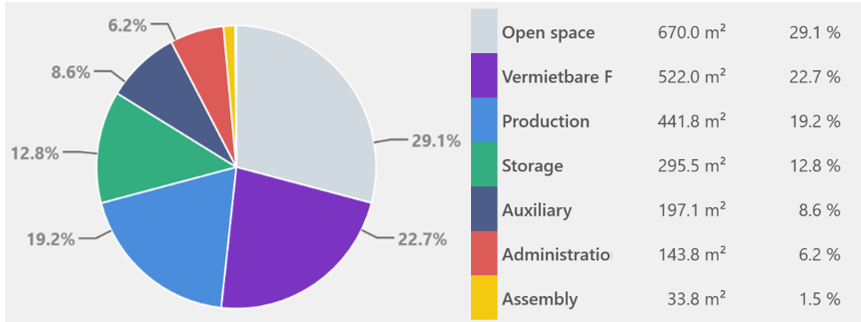 6.2%
8.6%
12.8%
19.2%
29.1%
22.7%
Open space 670.0 m² 29.1 %
Vermietbare F 522.0 m² 22.7 %
Production 441.8 m² 19.2 %
Storage 295.5 m² 12.8 %
Auxiliary 197.1 m² 8.6 %
Administratio 143.8 m² 6.2 %
Assembly 33.8 m² 1.5 %